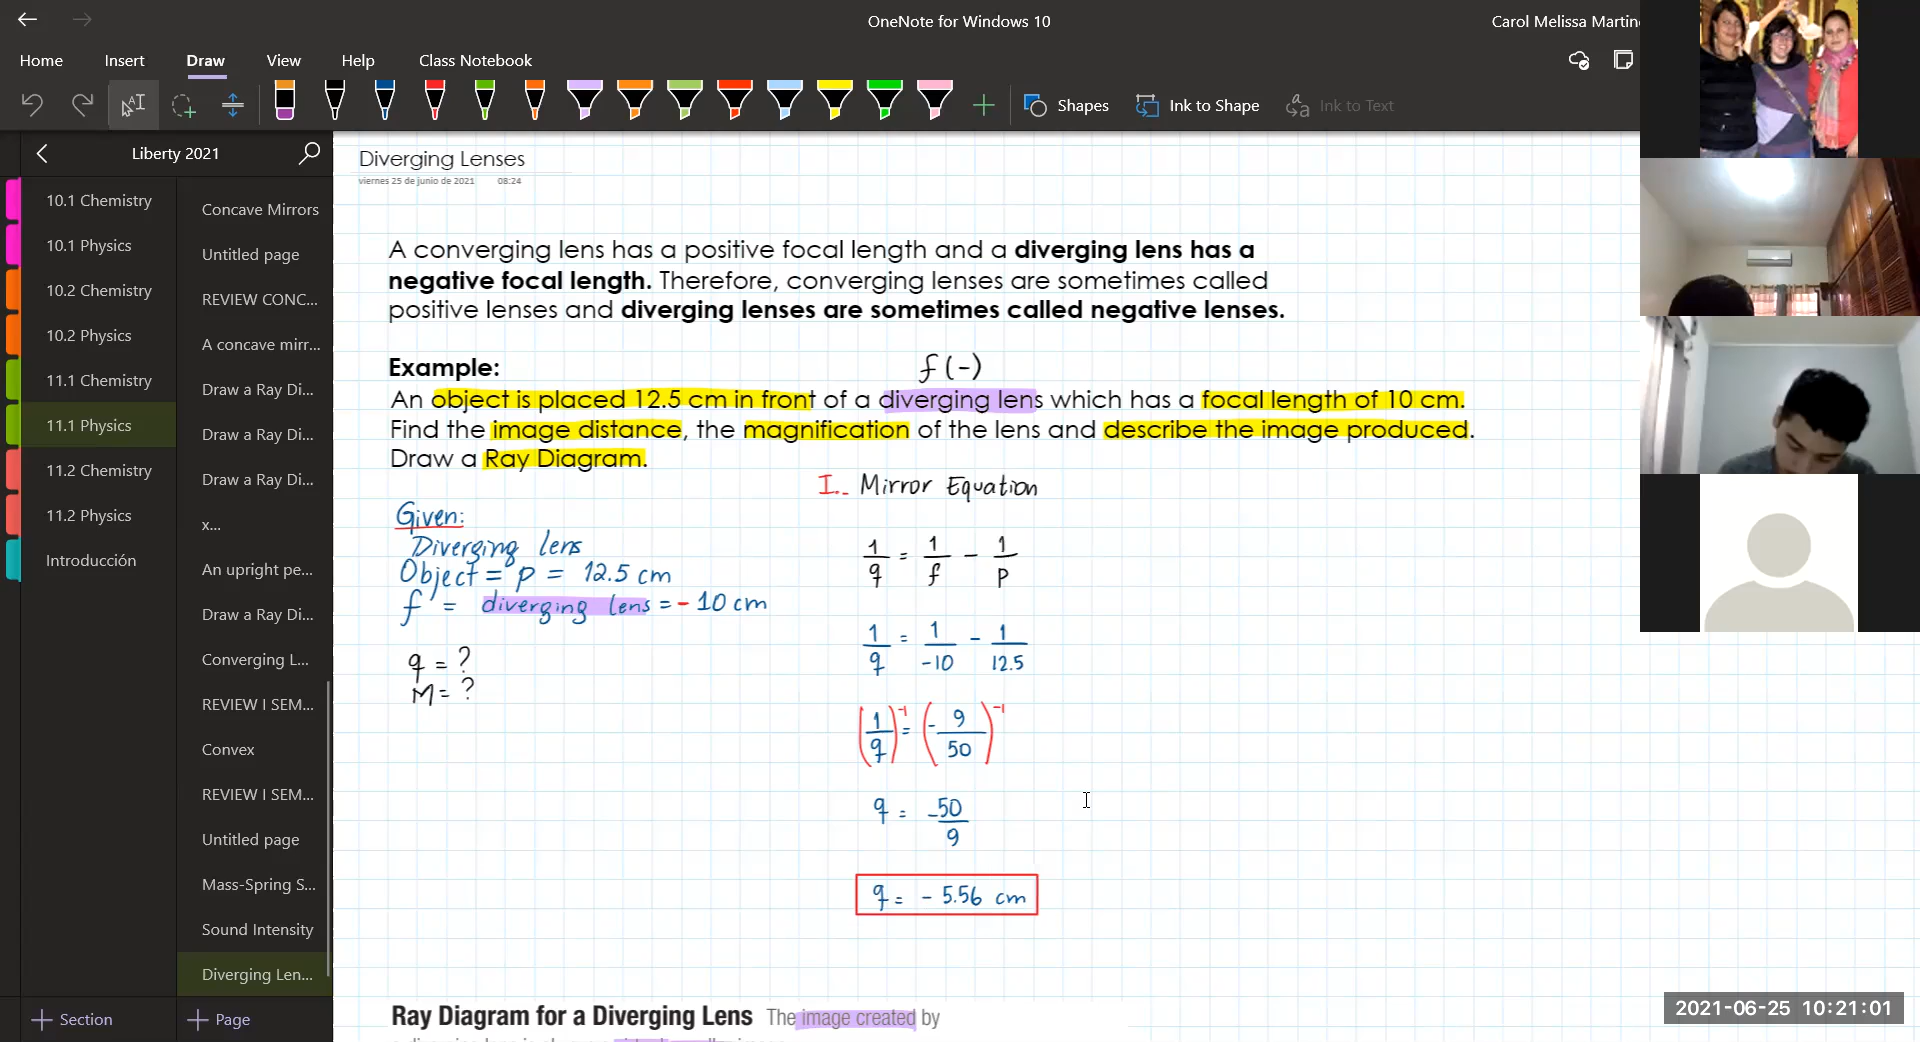 OneNote for Windows 10
Carol Melissa Martin
Home Insert Draw View Help Class Notebook
Shapes Ink to Shape Ink to Text
Liberty 2021
10.1 Chemistry
10.1 Physics
10.2 Chemistry
10.2 Physics
11.1 Chemistry
11.1 Physics
11.2 Chemistry
11.2 Physics
Introducción
+ Section
Concave Mirrors
Untitled page
REVIEW CONC...
A concave mirr...
Draw a Ray Di...
Draw a Ray Di...
Draw a Ray Di...
x...
An upright pe...
Draw a Ray Di...
Converging L...
REVIEW I SEM...
Convex
REVIEW I SEM...
Untitled page
Mass-Spring S...
Sound Intensity
Diverging Len...
+ Page
Diverging Lenses
viernes 25 de junio de 2021 08:24
A converging lens has a positive focal length and a diverging lens has a
negative focal length. Therefore, converging lenses are sometimes called
positive lenses and diverging lenses are sometimes called negative lenses.
Example:
f (-)
An object is placed 12.5 cm in front of a diverging lens which has a focal length of 10 cm.
Find the image distance, the magnification of the lens and describe the image produced.
Draw a Ray Diagram.
Given:
Diverging lens
Object = p = 12.5 cm
f = diverging lens = - 10 cm
q = ?
M = ?
I.. Mirror Equation
1/q = 1/f - 1/p
1/q = 1/-10 - 1/12.5
(1/q)^-1 = (- 9/50)^-1
q = -50/9
q = - 5.56 cm
Ray Diagram for a Diverging Lens The image created by
2021-06-25 10:21:01